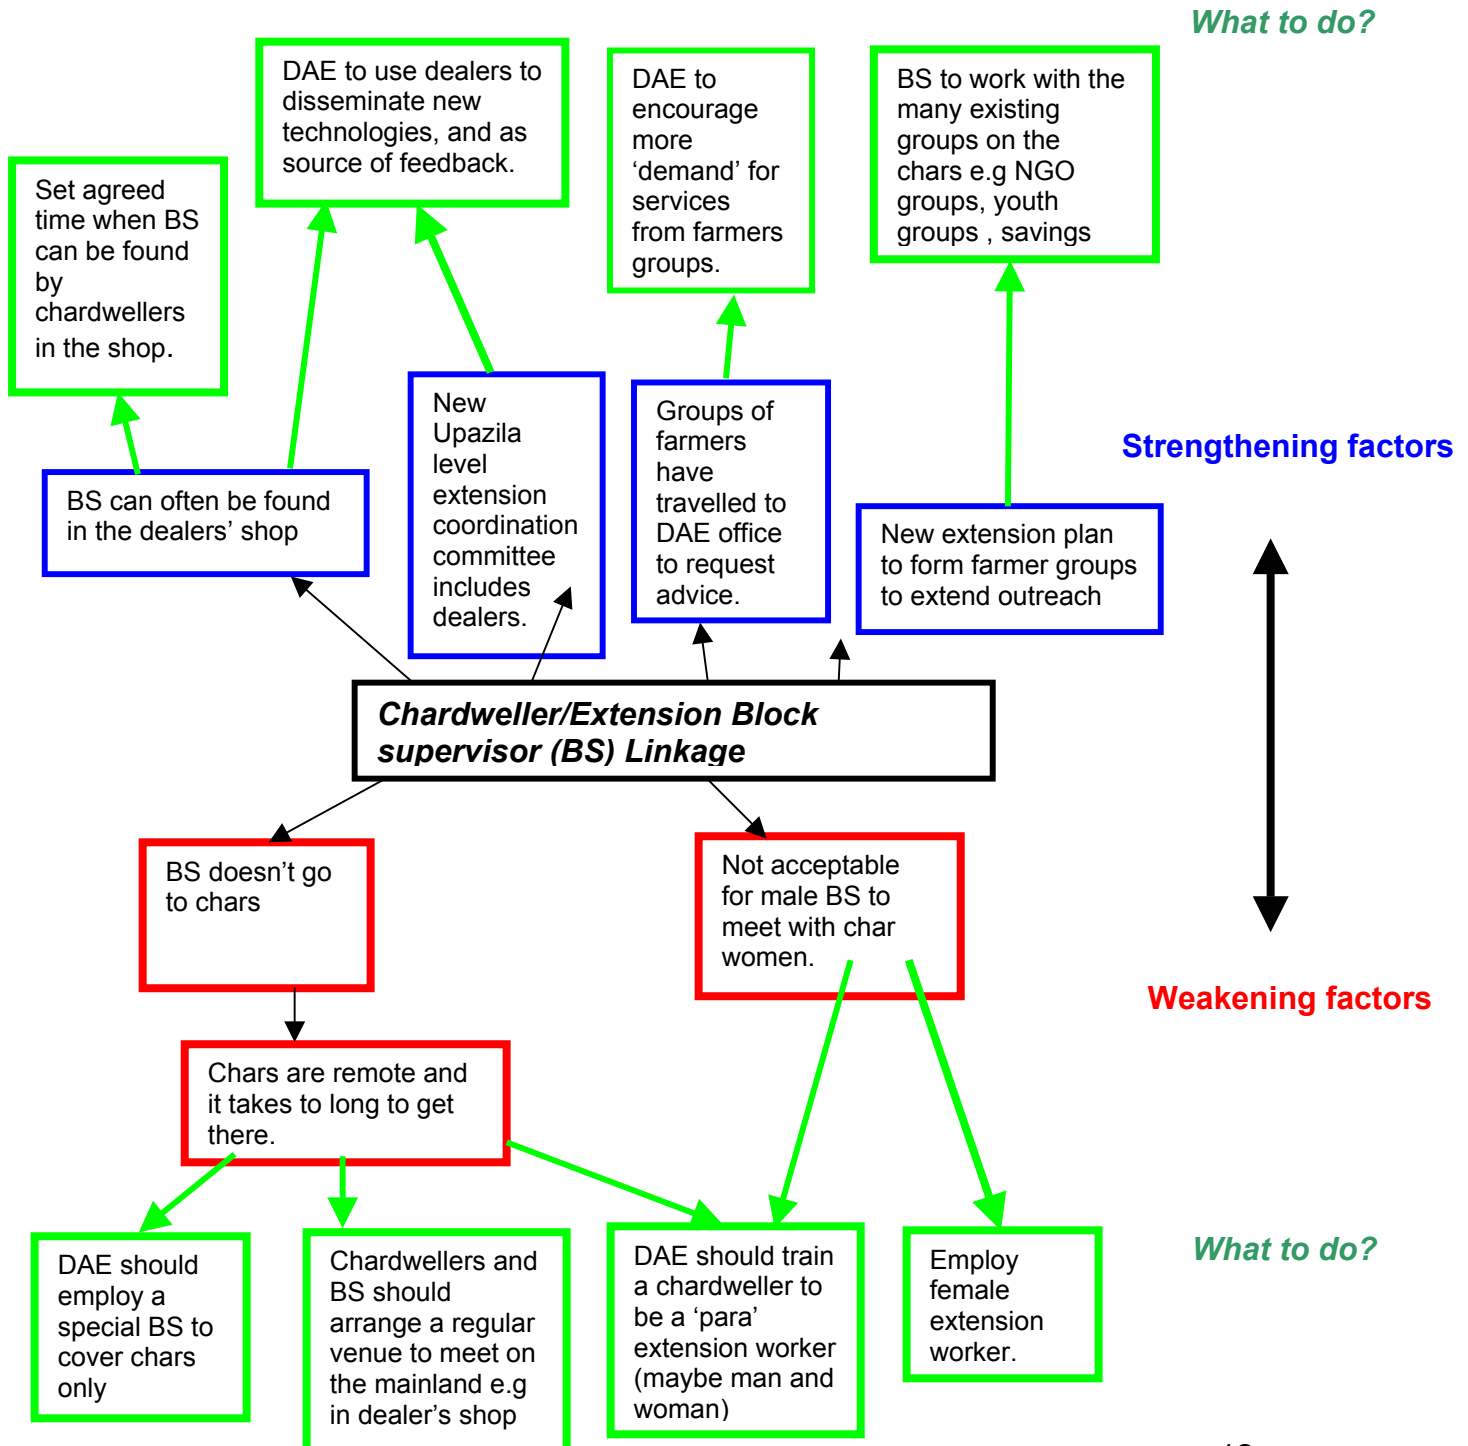 What to do?
DAE to use dealers to
disseminate new
technologies, and as
source of feedback.
DAE to
encourage
more
‘demand’ for
services
from farmers
groups.
BS to work with the
many existing
groups on the
chars e.g NGO
groups, youth
groups , savings
Set agreed
time when BS
can be found
by
chardwellers
in the shop.
BS can often be found
in the dealers’ shop
New
Upazila
level
extension
coordination
committee
includes
dealers.
Groups of
farmers
have
travelled to
DAE office
to request
advice.
New extension plan
to form farmer groups
to extend outreach
Strengthening factors
Chardweller/Extension Block
supervisor (BS) Linkage
BS doesn’t go
to chars
Not acceptable
for male BS to
meet with char
women.
Weakening factors
Chars are remote and
it takes to long to get
there.
DAE should
employ a
special BS to
cover chars
only
Chardwellers and
BS should
arrange a regular
venue to meet on
the mainland e.g
in dealer’s shop
DAE should train
a chardweller to
be a ‘para’
extension worker
(maybe man and
woman)
Employ
female
extension
worker.
What to do?